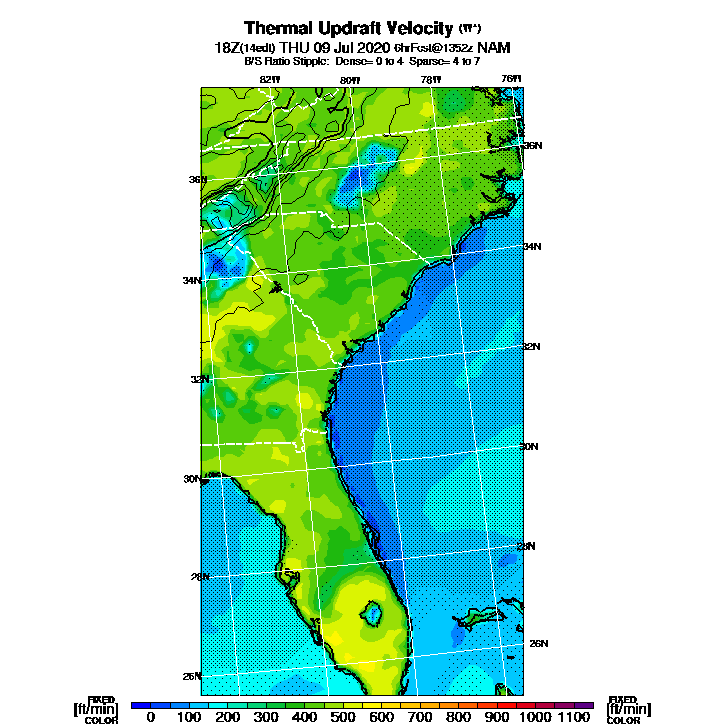 Thermal Updraft Velocity (W*)
18Z(14edt) THU 09 Jul 2020 6hrFcst@1352z NAM
B/S Ratio Stipple: Dense= 0 to 4 Sparse= 4 to 7
82W 80W 78W 76W
36N
36N
34N
34N
32N
32N
30N
30N
28N
28N
26N
26N
FIXED FIXED
[ft/min] 0 100 200 300 400 500 600 700 800 900 1000 1100 [ft/min]
COLOR COLOR